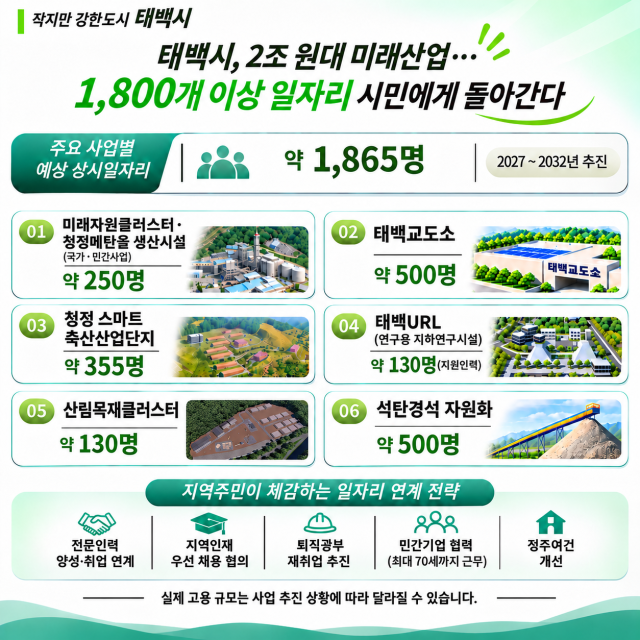 작지만 강한도시 태백시
태백시, 2조 원대 미래산업…
1,800개 이상 일자리 시민에게 돌아간다
주요 사업별
예상 상시일자리
약 1,865명
2027 ~ 2032년 추진
01
미래자원클러스터·
청정메탄올 생산시설
(국가·민간사업)
약 250명
02
태백교도소
약 500명
태백교도소
03
청정 스마트
축산산업단지
약 355명
04
태백URL
(연구용 지하연구시설)
약 130명(지원인력)
05
산림목재클러스터
약 130명
06
석탄경석 자원화
약 500명
지역주민이 체감하는 일자리 연계 전략
전문인력
양성·취업 연계
지역인재
우선 채용 협의
퇴직광부
재취업 추진
민간기업 협력
(최대 70세까지 근무)
정주여건
개선
실제 고용 규모는 사업 추진 상황에 따라 달라질 수 있습니다.